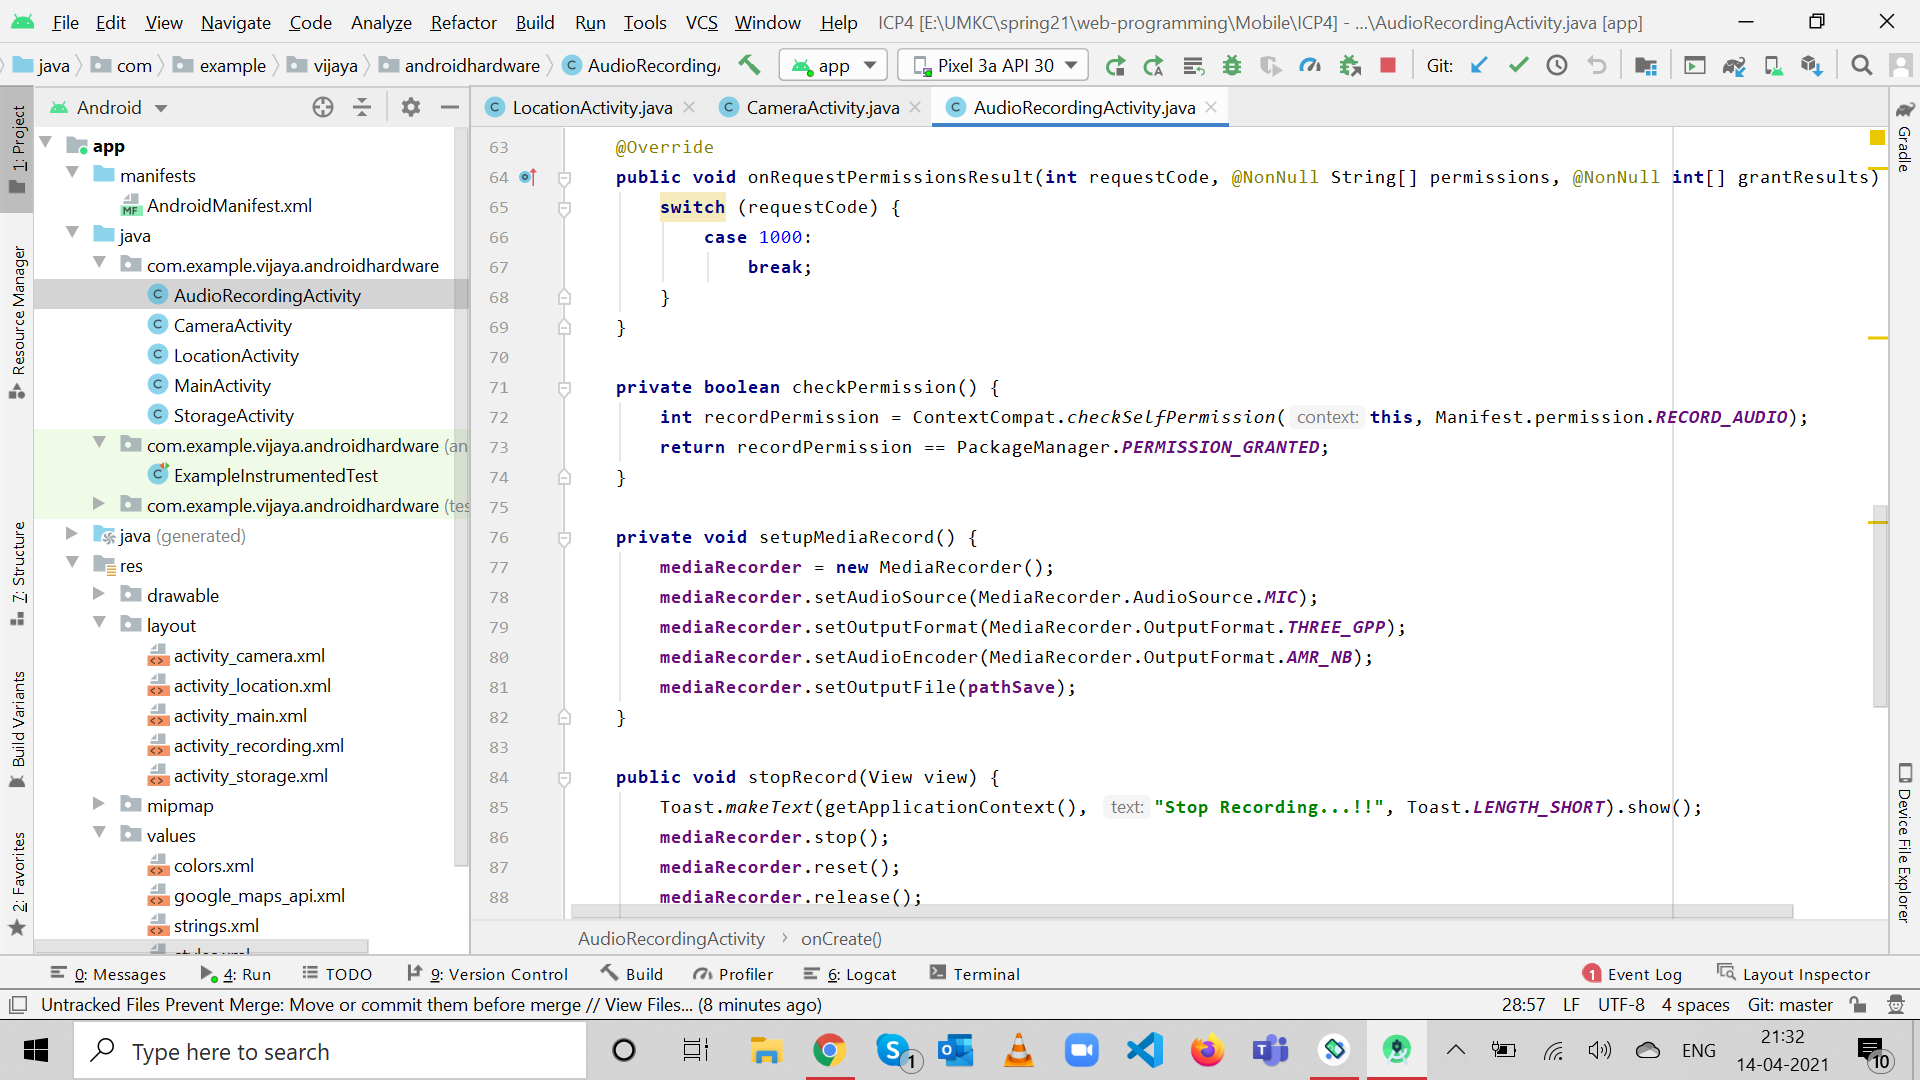 File Edit View Navigate Code Analyze Refactor Build Run Tools VCS Window Help ICP4 [E:\UMKC\spring21\web-programming\Mobile\ICP4] - ...\AudioRecordingActivity.java [app]
java com example vijaya androidhardware AudioRecording app Pixel 3a API 30 Git:
Android
LocationActivity.java CameraActivity.java AudioRecordingActivity.java
1: Project
Resource Manager
7: Structure
Build Variants
2: Favorites
app
manifests
AndroidManifest.xml
java
com.example.vijaya.androidhardware
AudioRecordingActivity
CameraActivity
LocationActivity
MainActivity
StorageActivity
com.example.vijaya.androidhardware (an
ExampleInstrumentedTest
com.example.vijaya.androidhardware (tes
java (generated)
res
drawable
layout
activity_camera.xml
activity_location.xml
activity_main.xml
activity_recording.xml
activity_storage.xml
mipmap
values
colors.xml
google_maps_api.xml
strings.xml
63 @Override
64 public void onRequestPermissionsResult(int requestCode, @NonNull String[] permissions, @NonNull int[] grantResults)
65 switch (requestCode) {
66 case 1000:
67 break;
68 }
69 }
70
71 private boolean checkPermission() {
72 int recordPermission = ContextCompat.checkSelfPermission( context: this, Manifest.permission.RECORD_AUDIO);
73 return recordPermission == PackageManager.PERMISSION_GRANTED;
74 }
75
76 private void setupMediaRecord() {
77 mediaRecorder = new MediaRecorder();
78 mediaRecorder.setAudioSource(MediaRecorder.AudioSource.MIC);
79 mediaRecorder.setOutputFormat(MediaRecorder.OutputFormat.THREE_GPP);
80 mediaRecorder.setAudioEncoder(MediaRecorder.OutputFormat.AMR_NB);
81 mediaRecorder.setOutputFile(pathSave);
82 }
83
84 public void stopRecord(View view) {
85 Toast.makeText(getApplicationContext(), text: "Stop Recording...!!", Toast.LENGTH_SHORT).show();
86 mediaRecorder.stop();
87 mediaRecorder.reset();
88 mediaRecorder.release();
AudioRecordingActivity › onCreate()
Gradle
Device File Explorer
0: Messages 4: Run TODO 9: Version Control Build Profiler 6: Logcat Terminal 1 Event Log Layout Inspector
Untracked Files Prevent Merge: Move or commit them before merge // View Files... (8 minutes ago) 28:57 LF UTF-8 4 spaces Git: master
Type here to search
1
ENG
21:32
14-04-2021
10